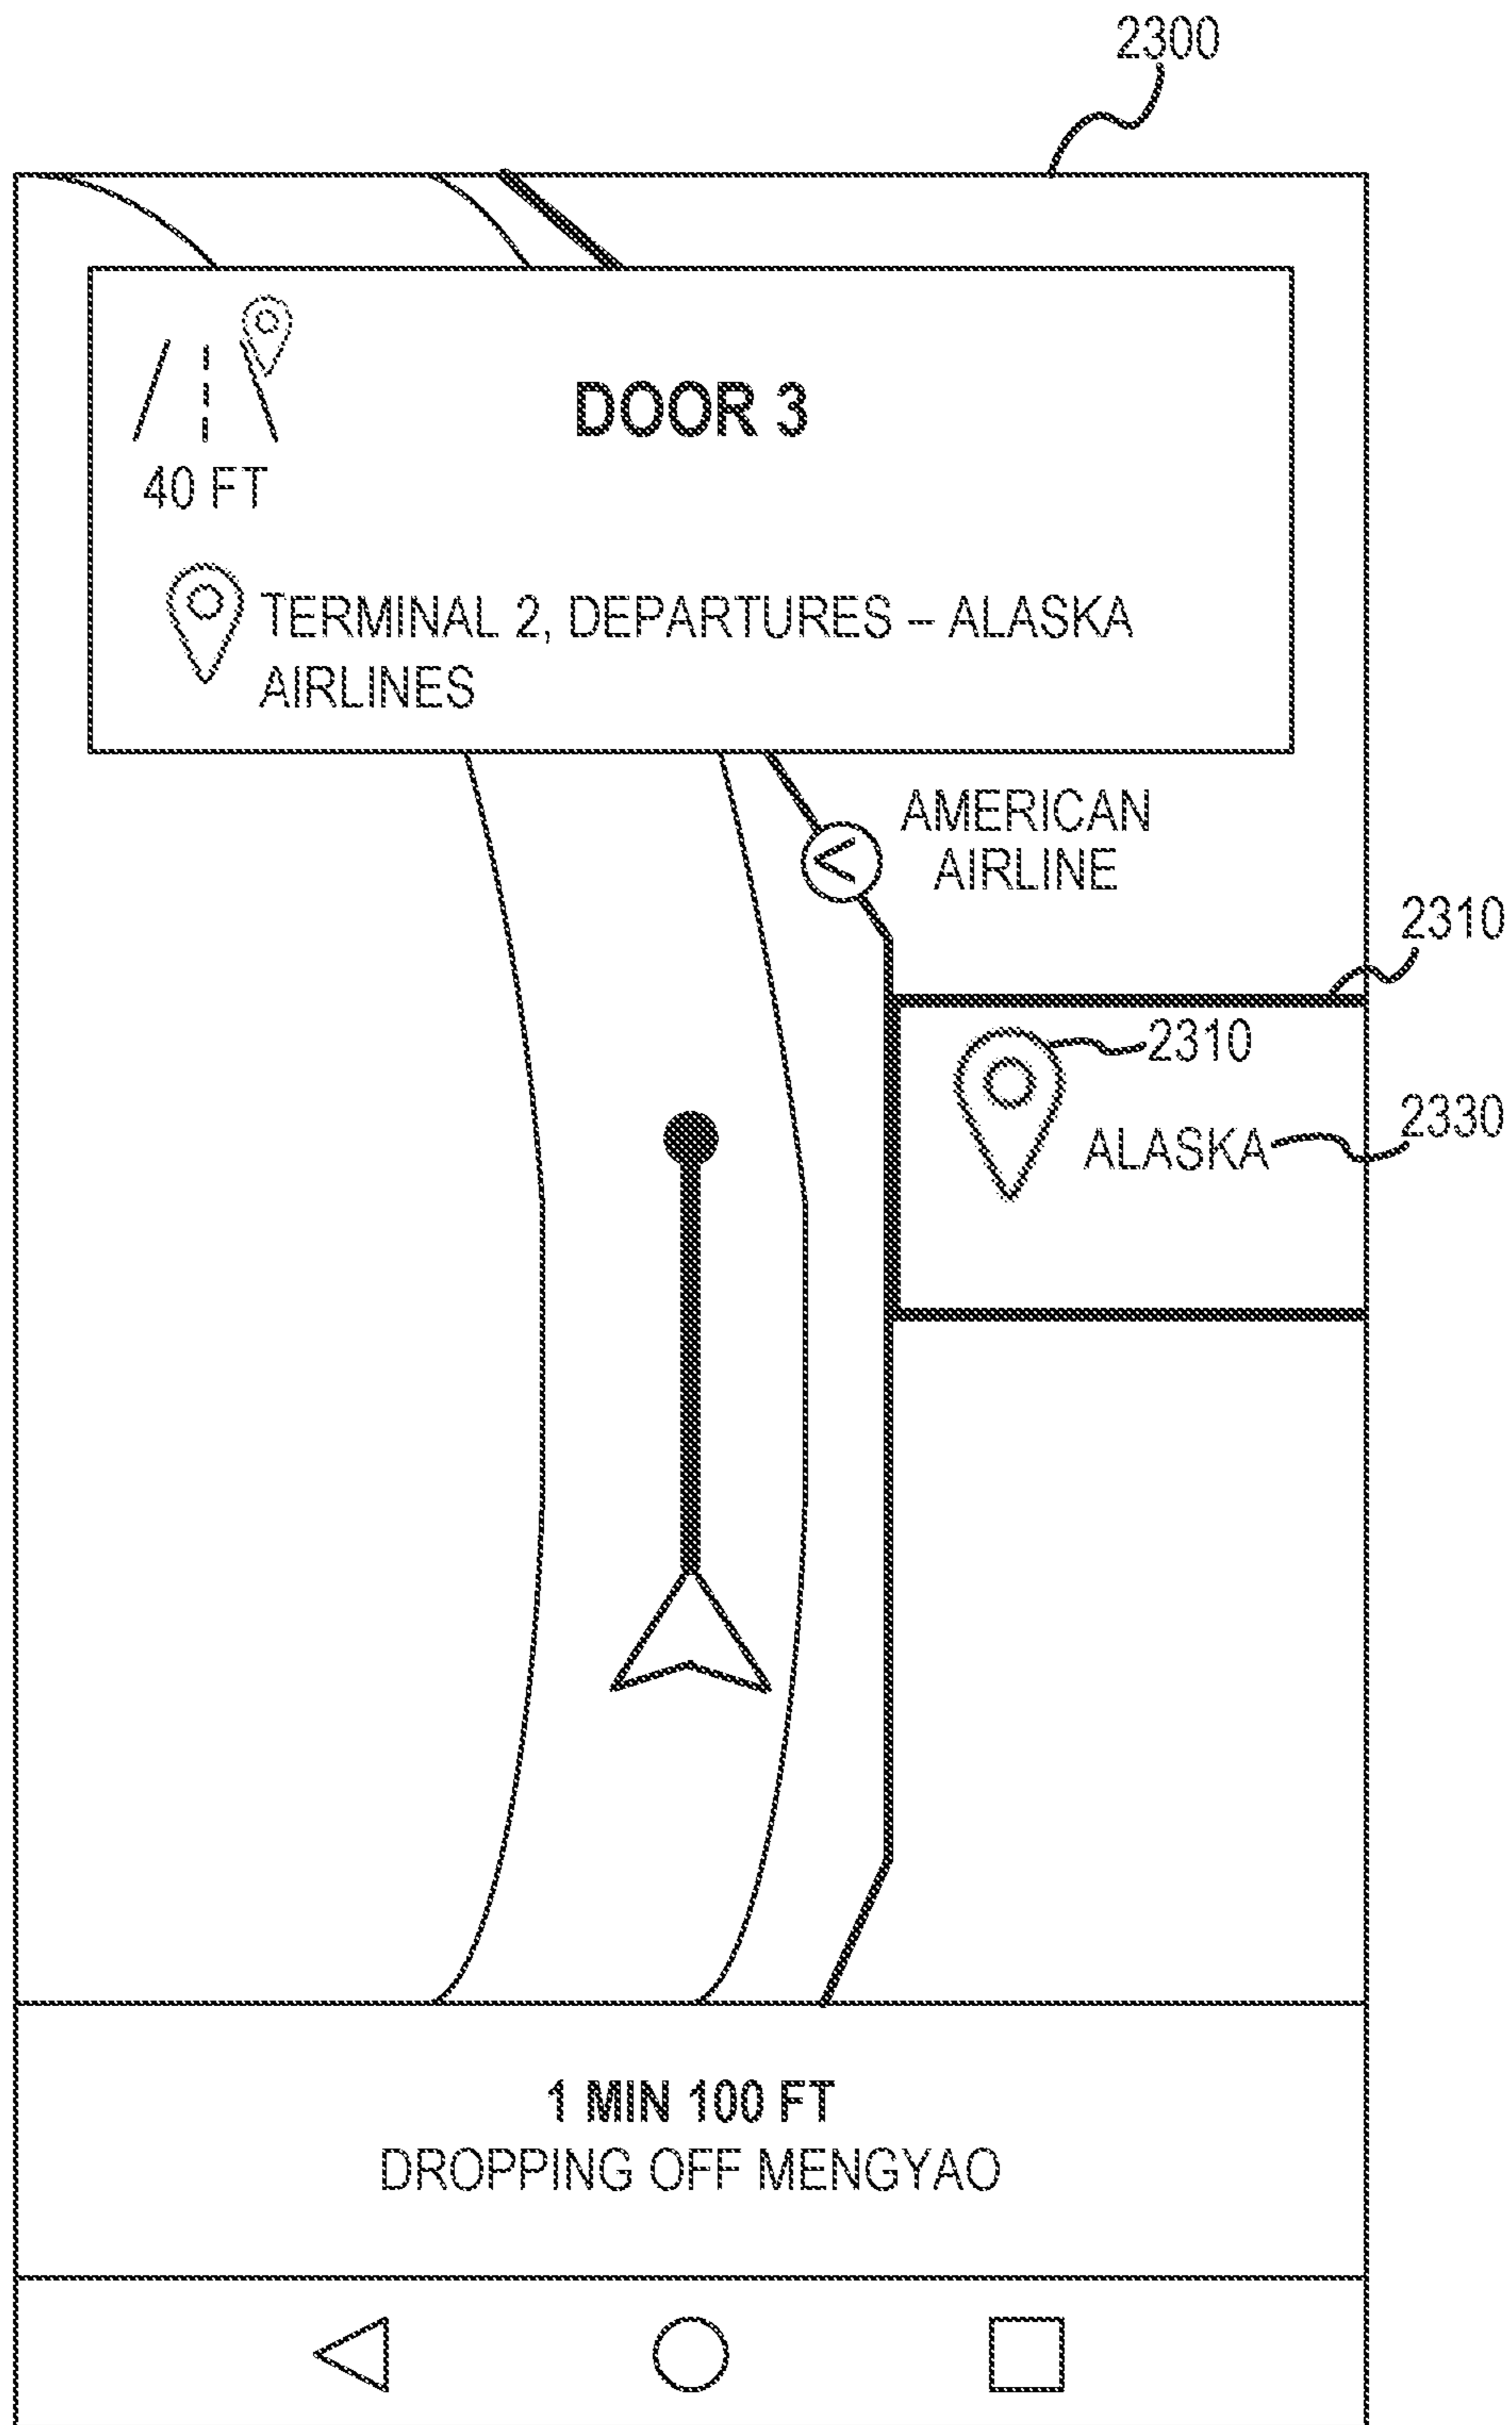 2300
DOOR 3
40 FT
TERMINAL 2, DEPARTURES – ALASKA
AIRLINES
AMERICAN
AIRLINE
2310
2310
ALASKA
2330
1 MIN 100 FT
DROPPING OFF MENGYAO